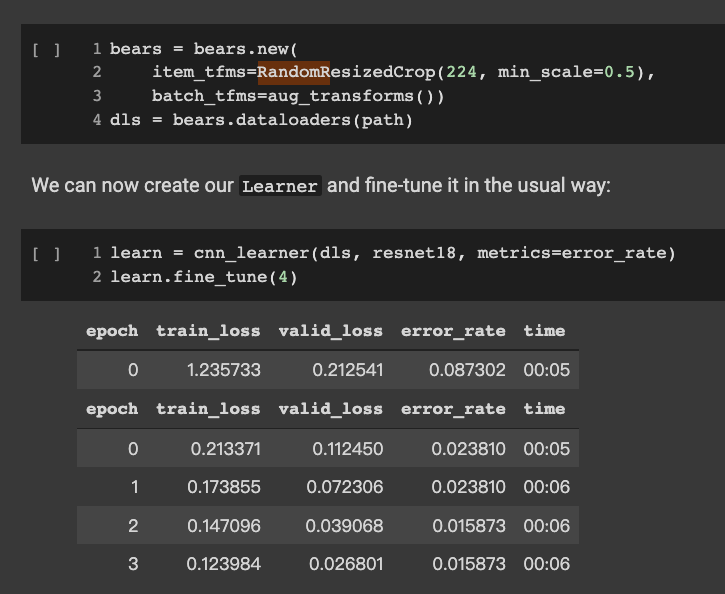 [ ] 1 bears = bears.new(
2 item_tfms=RandomResizedCrop(224, min_scale=0.5),
3 batch_tfms=aug_transforms())
4 dls = bears.dataloaders(path)
We can now create our Learner and fine-tune it in the usual way:
[ ] 1 learn = cnn_learner(dls, resnet18, metrics=error_rate)
2 learn.fine_tune(4)
epoch train_loss valid_loss error_rate time
0 1.235733 0.212541 0.087302 00:05
epoch train_loss valid_loss error_rate time
0 0.213371 0.112450 0.023810 00:05
1 0.173855 0.072306 0.023810 00:06
2 0.147096 0.039068 0.015873 00:06
3 0.123984 0.026801 0.015873 00:06